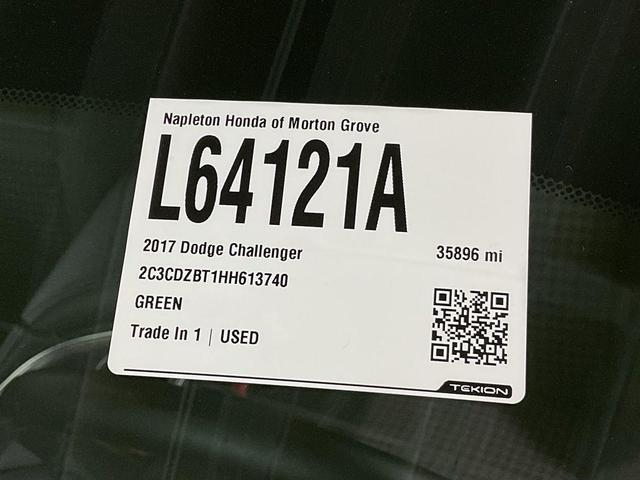 Napleton Honda of Morton Grove
L64121A
2017 Dodge Challenger 35896 mi
2C3CDZBT1HH613740
GREEN
Trade In 1 | USED
TEKION